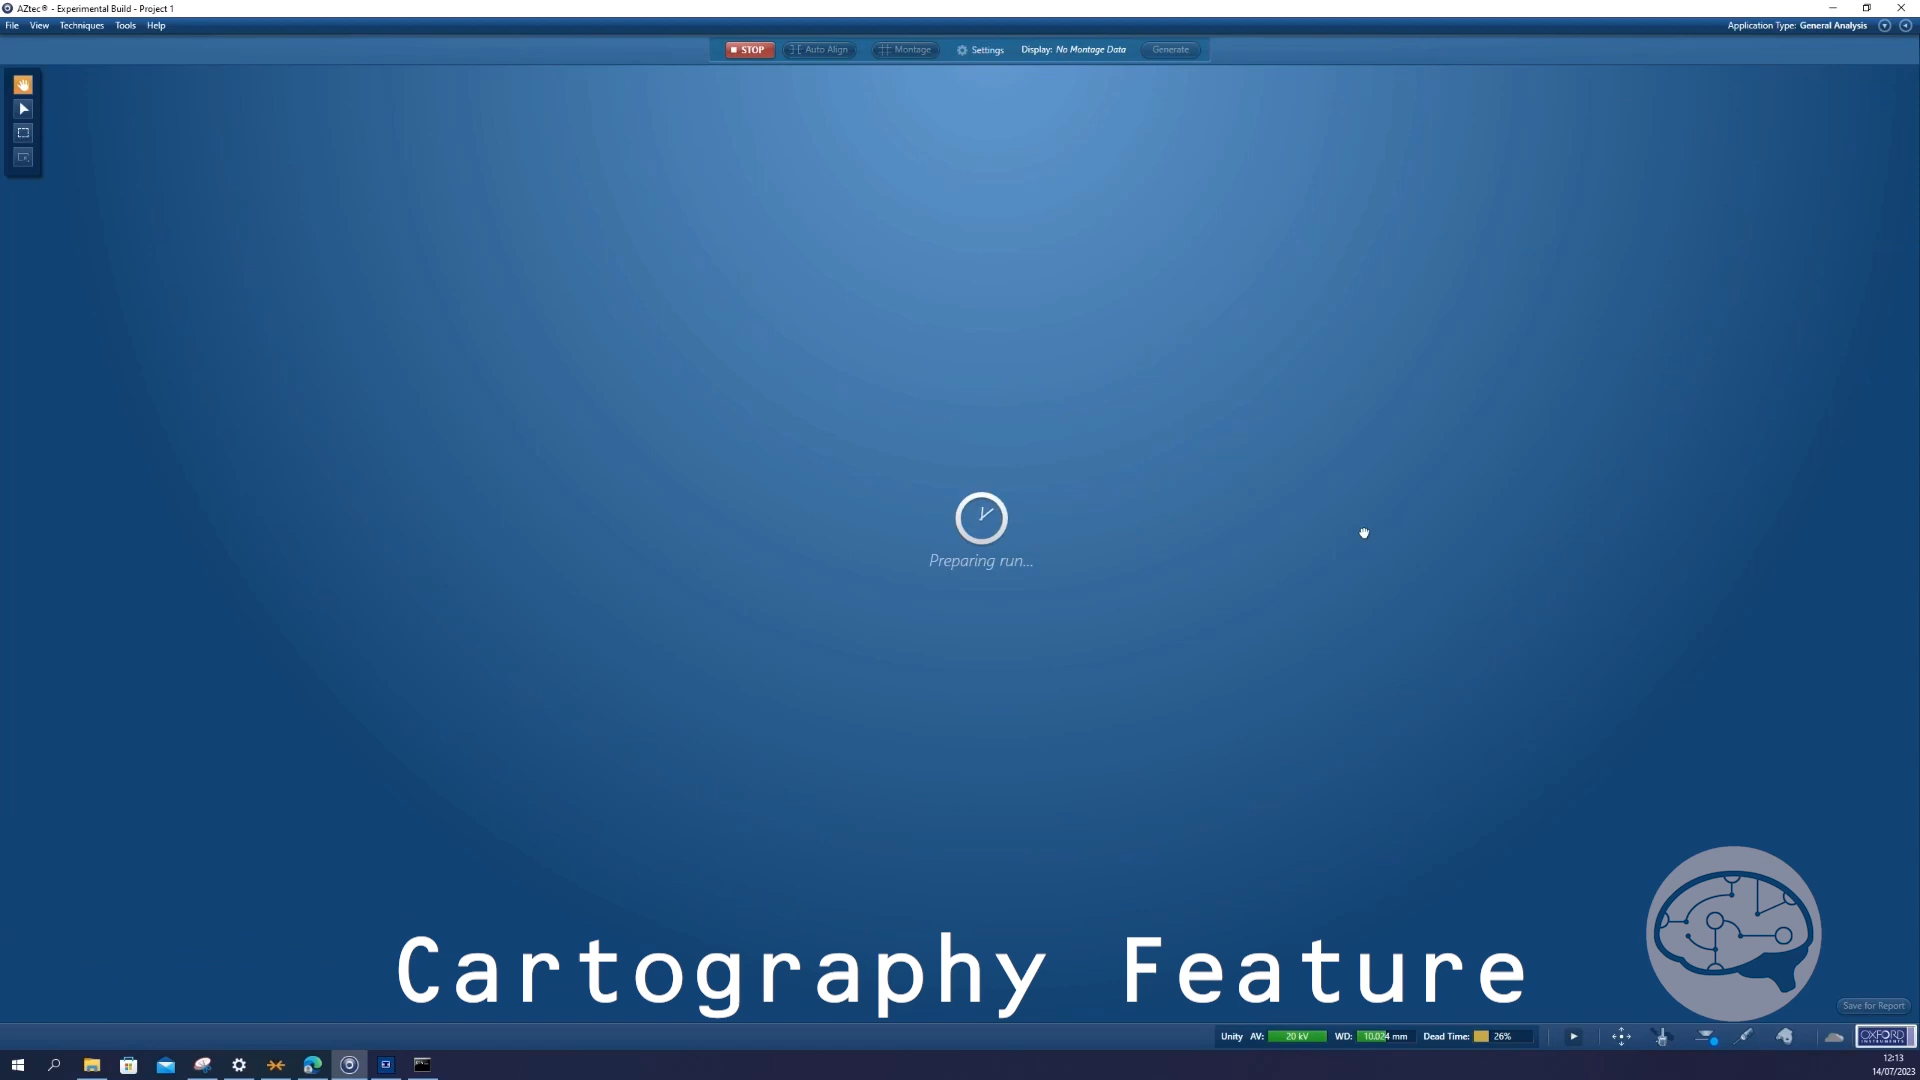 AZtec® - Experimental Build - Project 1
File View Techniques Tools Help
Application Type: General Analysis
STOP Auto Align Montage Settings Display: No Montage Data Generate
Preparing run...
Cartography Feature
Save for Report
Unity AV: 20 kV WD: 10.024 mm Dead Time: 26%
OXFORD
INSTRUMENTS
12:13
14/07/2023